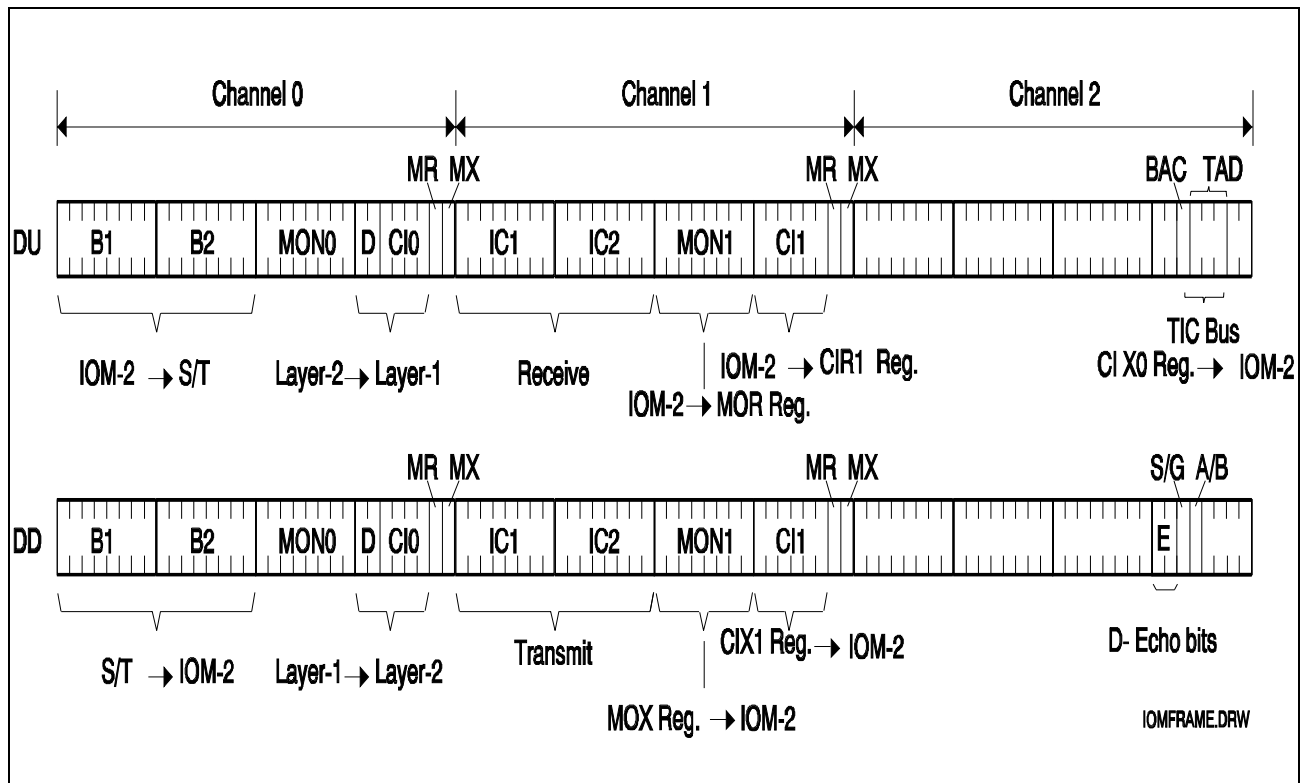 Channel 0 Channel 1 Channel 2
MR MX MR MX BAC TAD
DU B1 B2 MON0 D CI0 IC1 IC2 MON1 CI1
TIC Bus
IOM-2 → S/T Layer-2 → Layer-1 Receive IOM-2 → CIR1 Reg. CI X0 Reg. → IOM-2
IOM-2 → MOR Reg.
MR MX MR MX S/G A/B
DD B1 B2 MON0 D CI0 IC1 IC2 MON1 CI1 E
S/T → IOM-2 Layer-1 → Layer-2 Transmit CIX1 Reg. → IOM-2 D- Echo bits
MOX Reg. → IOM-2
IOMFRAME.DRW